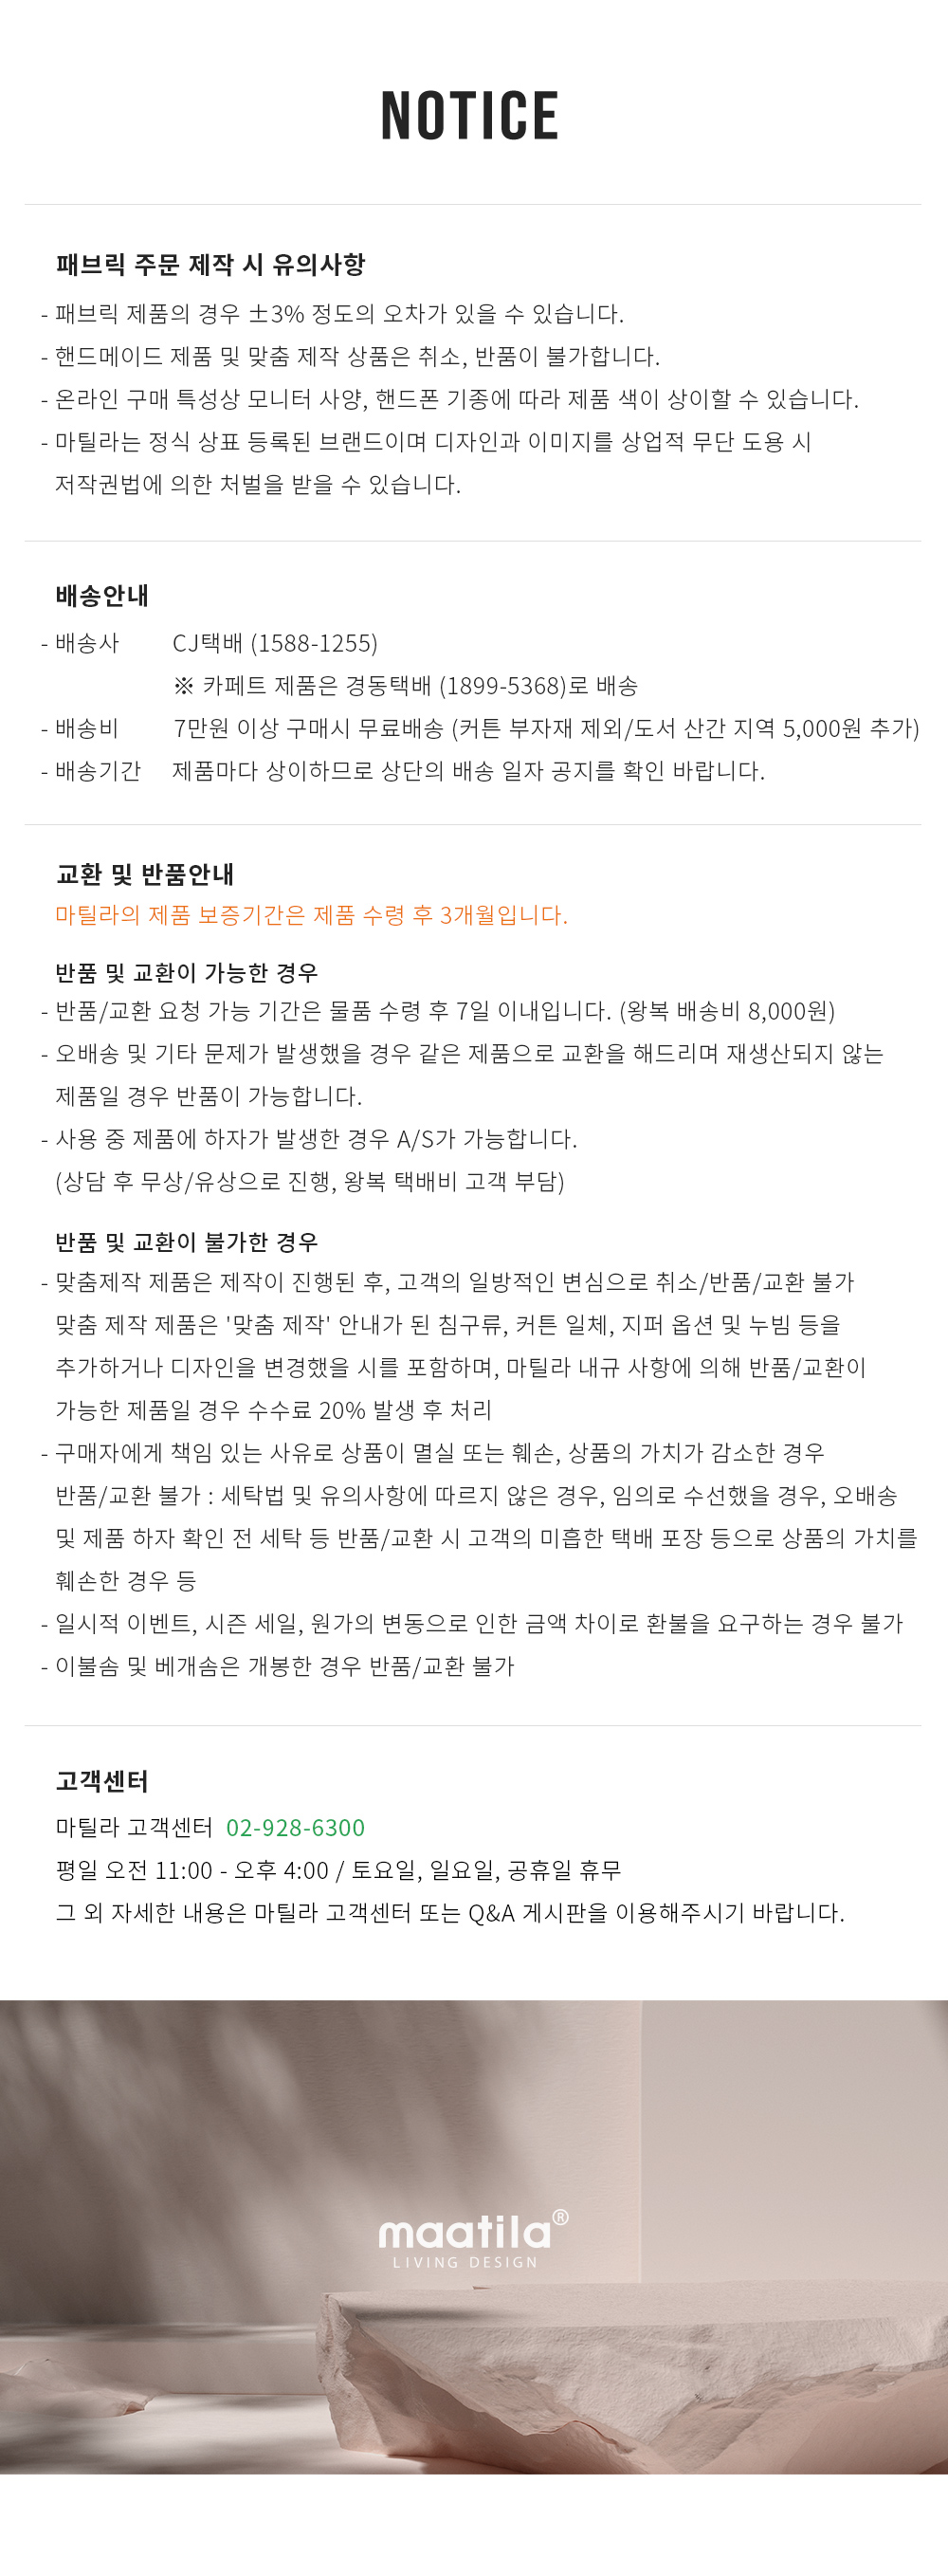 NOTICE
패브릭 주문 제작 시 유의사항
- 패브릭 제품의 경우 ±3% 정도의 오차가 있을 수 있습니다.
- 핸드메이드 제품 및 맞춤 제작 상품은 취소, 반품이 불가합니다.
- 온라인 구매 특성상 모니터 사양, 핸드폰 기종에 따라 제품 색이 상이할 수 있습니다.
- 마틸라는 정식 상표 등록된 브랜드이며 디자인과 이미지를 상업적 무단 도용 시
저작권법에 의한 처벌을 받을 수 있습니다.
배송안내
- 배송사 CJ택배 (1588-1255)
※ 카페트 제품은 경동택배 (1899-5368)로 배송
- 배송비 7만원 이상 구매시 무료배송 (커튼 부자재 제외/도서 산간 지역 5,000원 추가)
- 배송기간 제품마다 상이하므로 상단의 배송 일자 공지를 확인 바랍니다.
교환 및 반품안내
마틸라의 제품 보증기간은 제품 수령 후 3개월입니다.
반품 및 교환이 가능한 경우
- 반품/교환 요청 가능 기간은 물품 수령 후 7일 이내입니다. (왕복 배송비 8,000원)
- 오배송 및 기타 문제가 발생했을 경우 같은 제품으로 교환을 해드리며 재생산되지 않는
제품일 경우 반품이 가능합니다.
- 사용 중 제품에 하자가 발생한 경우 A/S가 가능합니다.
(상담 후 무상/유상으로 진행, 왕복 택배비 고객 부담)
반품 및 교환이 불가한 경우
- 맞춤제작 제품은 제작이 진행된 후, 고객의 일방적인 변심으로 취소/반품/교환 불가
맞춤 제작 제품은 '맞춤 제작' 안내가 된 침구류, 커튼 일체, 지퍼 옵션 및 누빔 등을
추가하거나 디자인을 변경했을 시를 포함하며, 마틸라 내규 사항에 의해 반품/교환이
가능한 제품일 경우 수수료 20% 발생 후 처리
- 구매자에게 책임 있는 사유로 상품이 멸실 또는 훼손, 상품의 가치가 감소한 경우
반품/교환 불가 : 세탁법 및 유의사항에 따르지 않은 경우, 임의로 수선했을 경우, 오배송
및 제품 하자 확인 전 세탁 등 반품/교환 시 고객의 미흡한 택배 포장 등으로 상품의 가치를
훼손한 경우 등
- 일시적 이벤트, 시즌 세일, 원가의 변동으로 인한 금액 차이로 환불을 요구하는 경우 불가
- 이불솜 및 베개솜은 개봉한 경우 반품/교환 불가
고객센터
마틸라 고객센터 02-928-6300
평일 오전 11:00 - 오후 4:00 / 토요일, 일요일, 공휴일 휴무
그 외 자세한 내용은 마틸라 고객센터 또는 Q&A 게시판을 이용해주시기 바랍니다.
maatila®
LIVING DESIGN